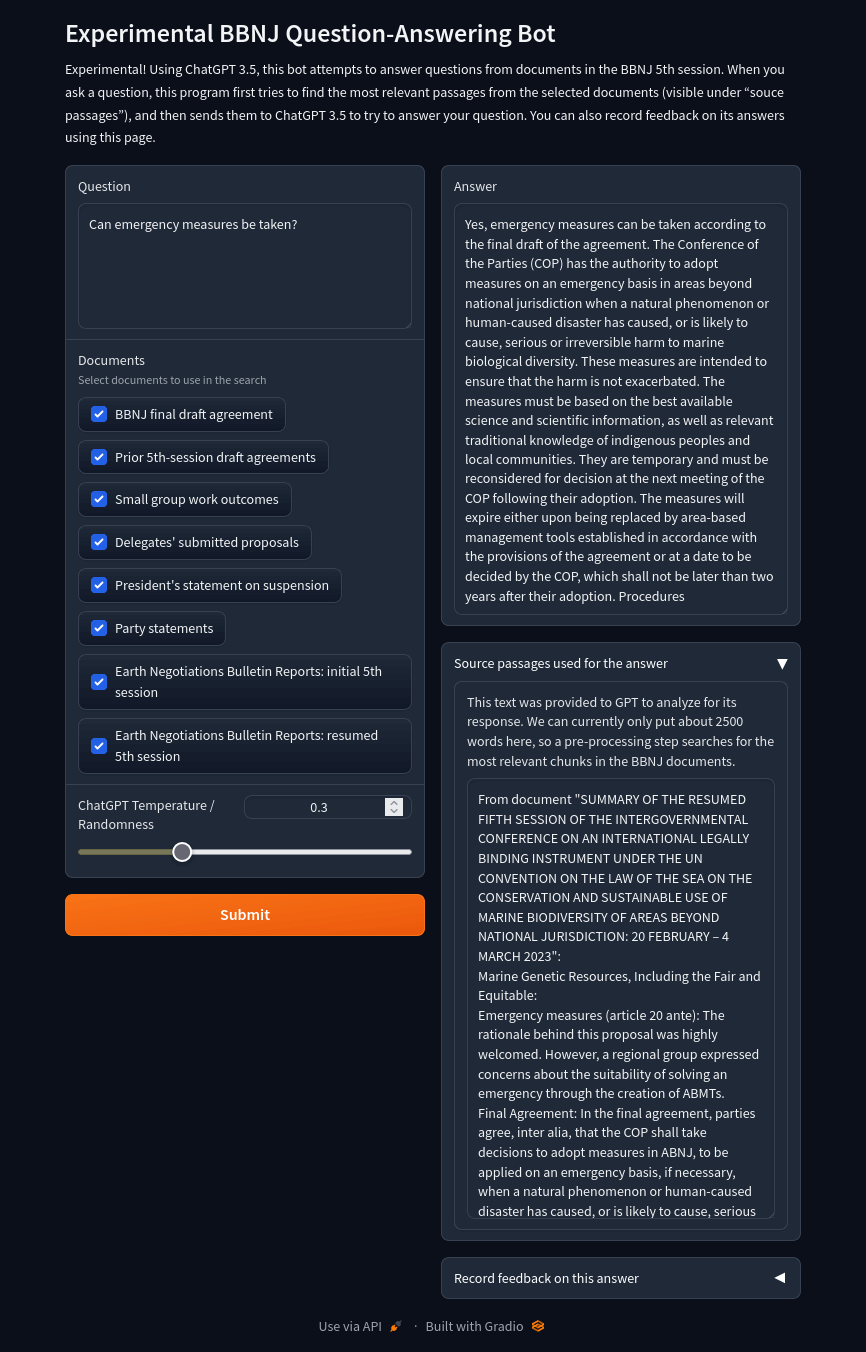 Experimental BBNJ Question-Answering Bot
Experimental! Using ChatGPT 3.5, this bot attempts to answer questions from documents in the BBNJ 5th session. When you
ask a question, this program first tries to find the most relevant passages from the selected documents (visible under “souce
passages”), and then sends them to ChatGPT 3.5 to try to answer your question. You can also record feedback on its answers
using this page.
Question
Can emergency measures be taken?
Documents
Select documents to use in the search
BBNJ final draft agreement
Prior 5th-session draft agreements
Small group work outcomes
Delegates' submitted proposals
President's statement on suspension
Party statements
Earth Negotiations Bulletin Reports: initial 5th
session
Earth Negotiations Bulletin Reports: resumed
5th session
ChatGPT Temperature /
Randomness
0.3
Submit
Answer
Yes, emergency measures can be taken according to
the final draft of the agreement. The Conference of
the Parties (COP) has the authority to adopt
measures on an emergency basis in areas beyond
national jurisdiction when a natural phenomenon or
human-caused disaster has caused, or is likely to
cause, serious or irreversible harm to marine
biological diversity. These measures are intended to
ensure that the harm is not exacerbated. The
measures must be based on the best available
science and scientific information, as well as relevant
traditional knowledge of indigenous peoples and
local communities. They are temporary and must be
reconsidered for decision at the next meeting of the
COP following their adoption. The measures will
expire either upon being replaced by area-based
management tools established in accordance with
the provisions of the agreement or at a date to be
decided by the COP, which shall not be later than two
years after their adoption. Procedures
Source passages used for the answer
This text was provided to GPT to analyze for its
response. We can currently only put about 2500
words here, so a pre-processing step searches for the
most relevant chunks in the BBNJ documents.
From document "SUMMARY OF THE RESUMED
FIFTH SESSION OF THE INTERGOVERNMENTAL
CONFERENCE ON AN INTERNATIONAL LEGALLY
BINDING INSTRUMENT UNDER THE UN
CONVENTION ON THE LAW OF THE SEA ON THE
CONSERVATION AND SUSTAINABLE USE OF
MARINE BIODIVERSITY OF AREAS BEYOND
NATIONAL JURISDICTION: 20 FEBRUARY – 4
MARCH 2023":
Marine Genetic Resources, Including the Fair and
Equitable:
Emergency measures (article 20 ante): The
rationale behind this proposal was highly
welcomed. However, a regional group expressed
concerns about the suitability of solving an
emergency through the creation of ABMTs.
Final Agreement: In the final agreement, parties
agree, inter alia, that the COP shall take
decisions to adopt measures in ABNJ, to be
applied on an emergency basis, if necessary,
when a natural phenomenon or human-caused
disaster has caused, or is likely to cause, serious
Record feedback on this answer
Use via API · Built with Gradio